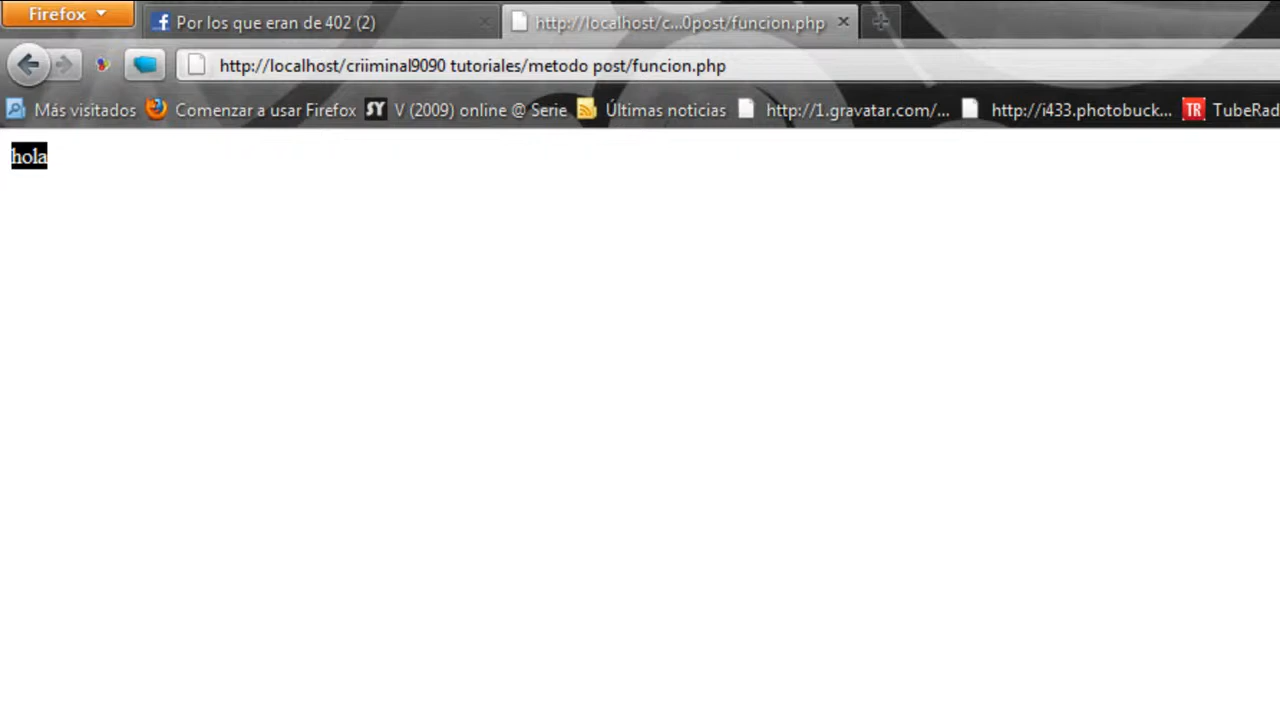 Firefox
Por los que eran de 402 (2)
http://localhost/c...0post/funcion.php
http://localhost/criiminal9090 tutoriales/metodo post/funcion.php
Más visitados
Comenzar a usar Firefox
SY V (2009) online @ Serie
Últimas noticias
http://1.gravatar.com/...
http://i433.photobuck...
TR TubeRad
hola